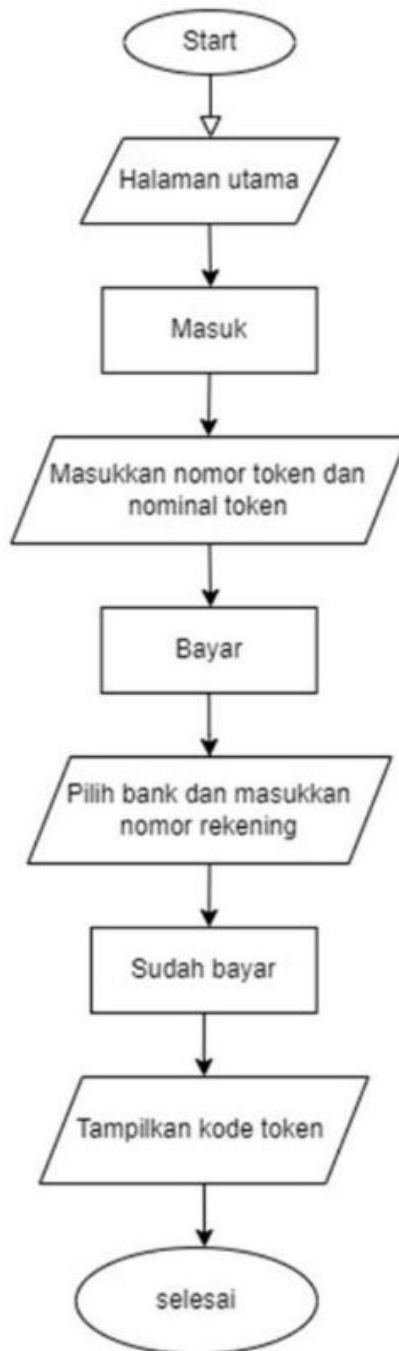 Start
Halaman utama
Masuk
Masukkan nomor token dan
nominal token
Bayar
Pilih bank dan masukkan
nomor rekening
Sudah bayar
Tampilkan kode token
selesai